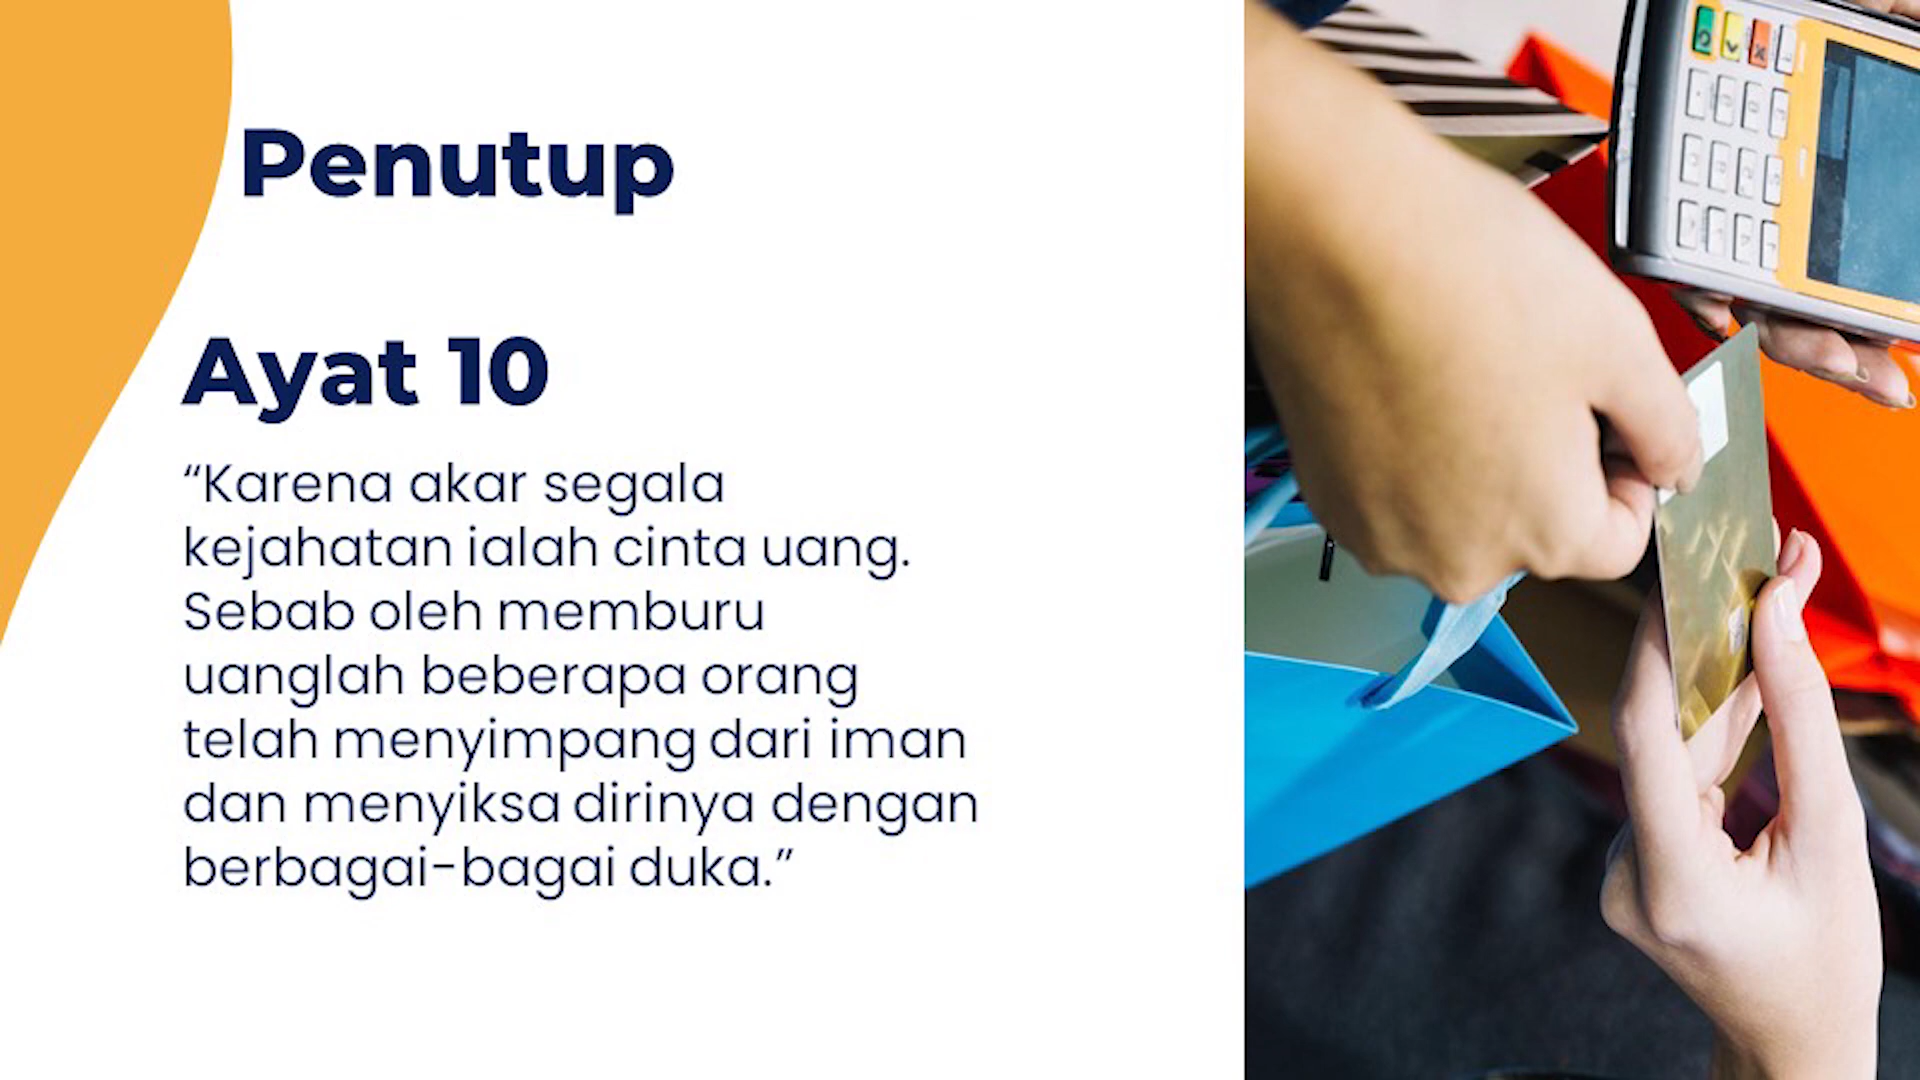 Penutup
Ayat 10
“Karena akar segala
kejahatan ialah cinta uang.
Sebab oleh memburu
uanglah beberapa orang
telah menyimpang dari iman
dan menyiksa dirinya dengan
berbagai-bagai duka.”